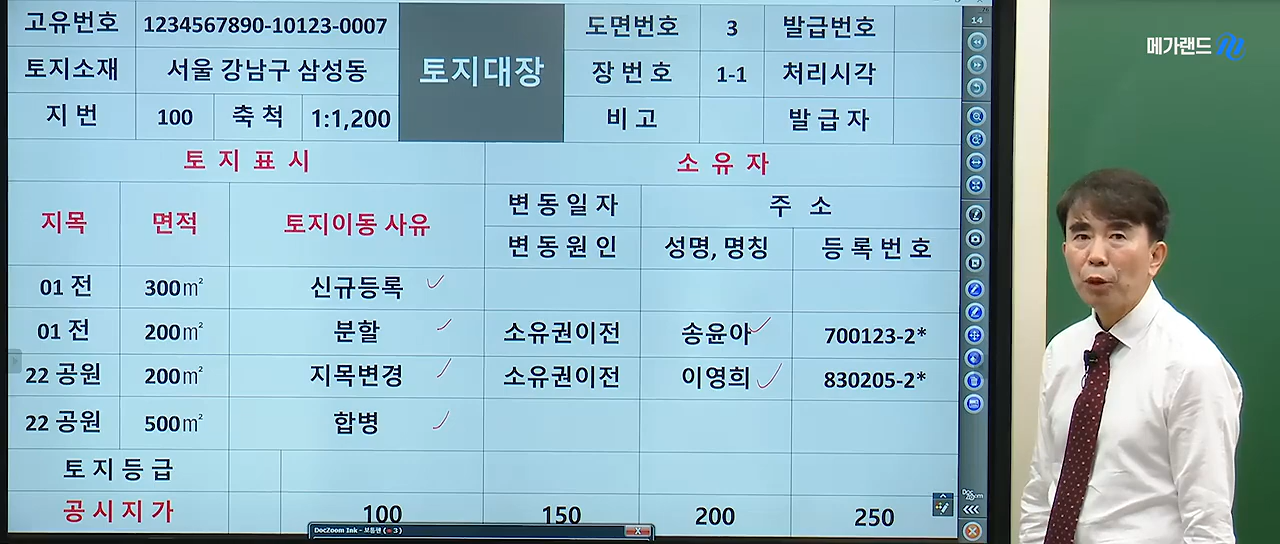 고유번호 1234567890-10123-0007 토지대장 도면번호 3 발급번호
토지소재 서울 강남구 삼성동 장 번 호 1-1 처리시각
지 번 100 축 척 1:1,200 비 고 발 급 자
토 지 표 시 소 유 자
지목 면적 토지이동 사유 변 동 일 자 주 소
변 동 원 인 성명, 명칭 등 록 번 호
01 전 300㎡ 신규등록
01 전 200㎡ 분할 소유권이전 송윤아 700123-2*
22 공원 200㎡ 지목변경 소유권이전 이영희 830205-2*
22 공원 500㎡ 합병
토 지 등 급
공 시 지 가 100 150 200 250
DocZoom Ink - 보통펜 (= 3)
14
Doc Zoom
메가랜드